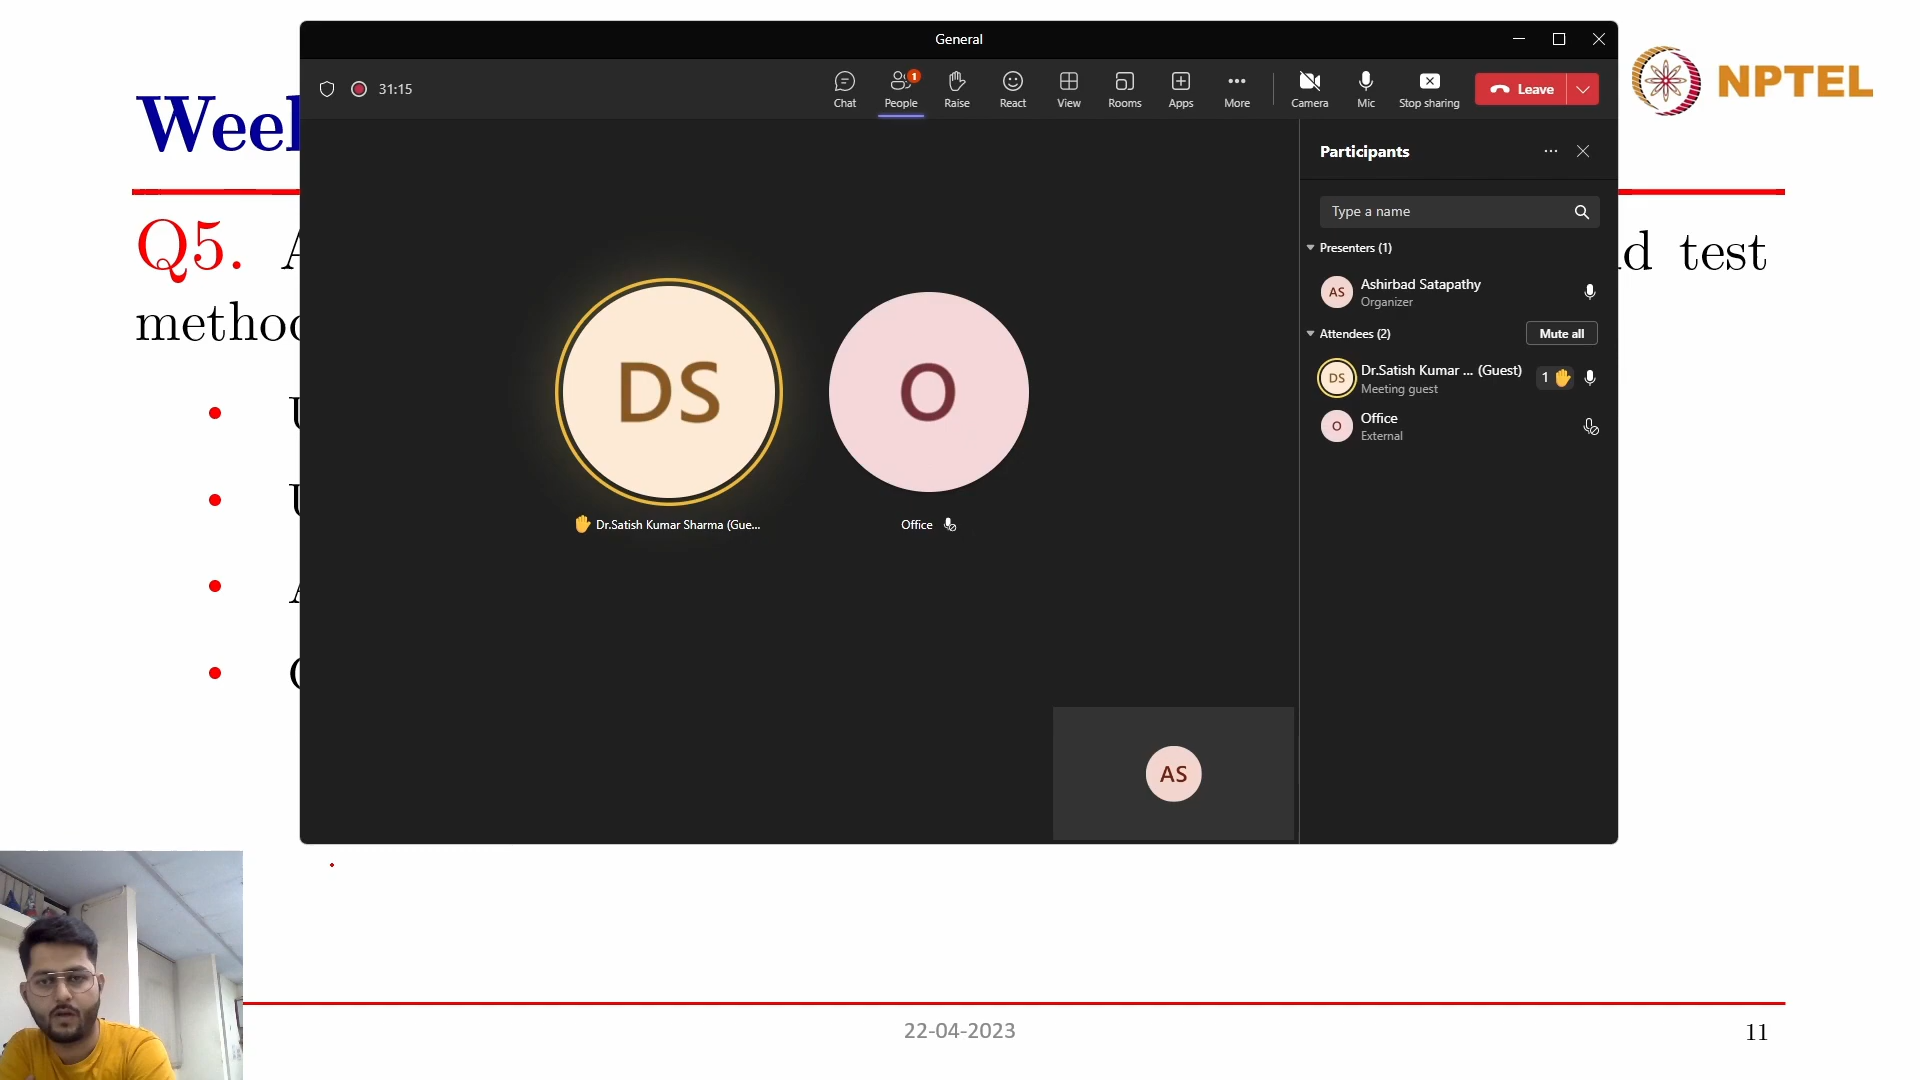 General
31:15
Chat
People
1
Raise
React
View
Rooms
Apps
More
Camera
Mic
Stop sharing
Leave
NPTEL
Participants
Type a name
Presenters (1)
AS
Ashirbad Satapathy
Organizer
Attendees (2)
Mute all
DS
Dr.Satish Kumar ... (Guest)
Meeting guest
1
O
Office
External
DS
O
Dr.Satish Kumar Sharma (Gue...
Office
AS
Q5.
test
22-04-2023
11